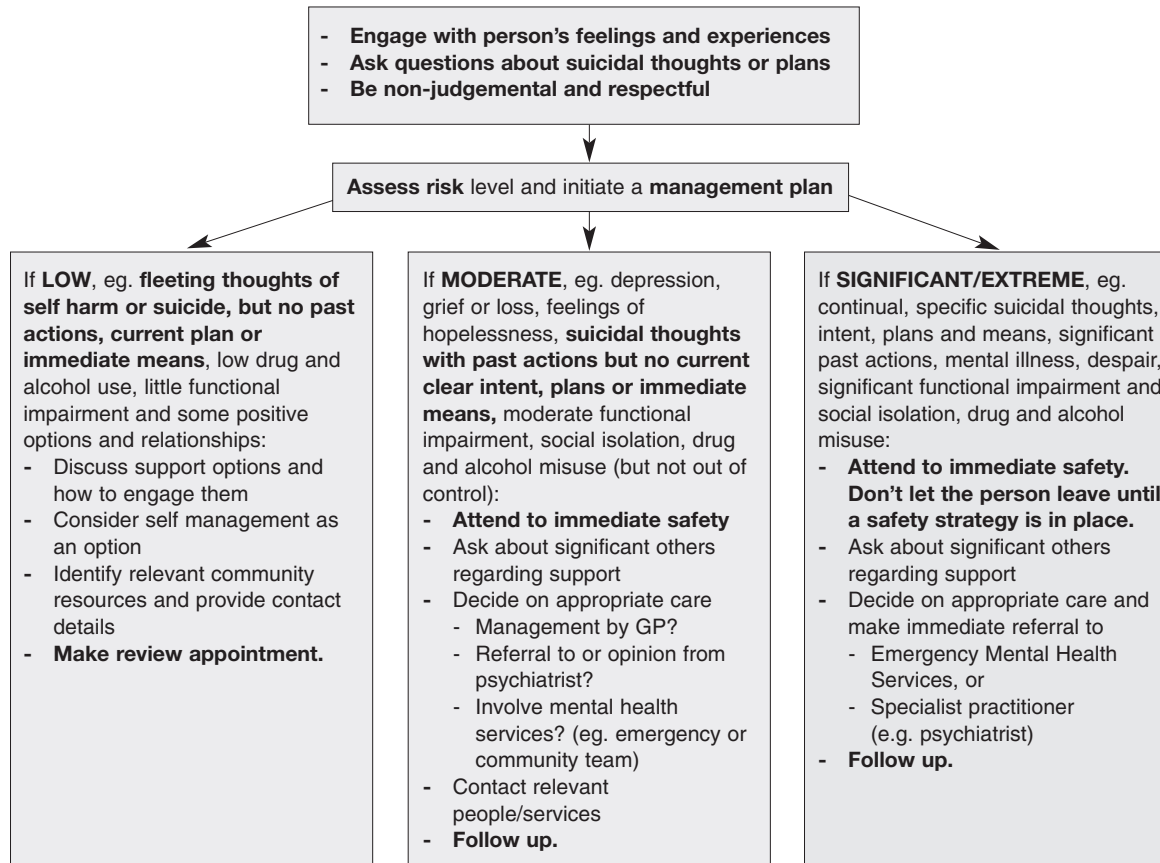 - Engage with person's feelings and experiences
- Ask questions about suicidal thoughts or plans
- Be non-judgemental and respectful
Assess risk level and initiate a management plan
If LOW, eg. fleeting thoughts of
self harm or suicide, but no past
actions, current plan or
immediate means, low drug and
alcohol use, little functional
impairment and some positive
options and relationships:
- Discuss support options and
how to engage them
- Consider self management as
an option
- Identify relevant community
resources and provide contact
details
- Make review appointment.
If MODERATE, eg. depression,
grief or loss, feelings of
hopelessness, suicidal thoughts
with past actions but no current
clear intent, plans or immediate
means, moderate functional
impairment, social isolation, drug
and alcohol misuse (but not out of
control):
- Attend to immediate safety
- Ask about significant others
regarding support
- Decide on appropriate care
- Management by GP?
- Referral to or opinion from
psychiatrist?
- Involve mental health
services? (eg. emergency or
community team)
- Contact relevant
people/services
- Follow up.
If SIGNIFICANT/EXTREME, eg.
continual, specific suicidal thoughts,
intent, plans and means, significant
past actions, mental illness, despair,
significant functional impairment and
social isolation, drug and alcohol
misuse:
- Attend to immediate safety.
Don't let the person leave until
a safety strategy is in place.
- Ask about significant others
regarding support
- Decide on appropriate care and
make immediate referral to
- Emergency Mental Health
Services, or
- Specialist practitioner
(e.g. psychiatrist)
- Follow up.